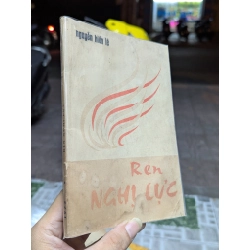 nguyễn hiến lê
Rèn
NGHỊ LỰC